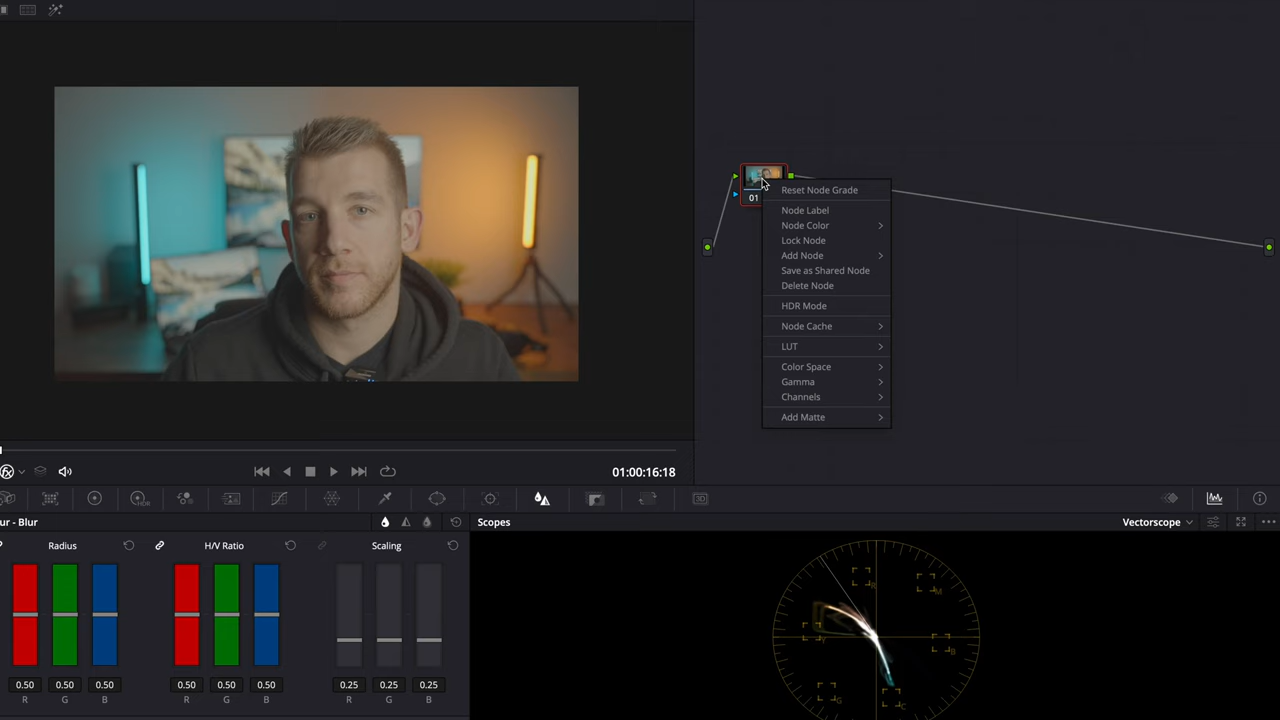 01
Reset Node Grade
Node Label
Node Color
Lock Node
Add Node
Save as Shared Node
Delete Node
HDR Mode
Node Cache
LUT
Color Space
Gamma
Channels
Add Matte
01:00:16:18
HDR
3D
ur - Blur
Scopes
Vectorscope
Radius
H/V Ratio
Scaling
0.50 0.50 0.50 0.50 0.50 0.50 0.25 0.25 0.25
R G B R G B R G B
R
M
Y
B
G
C